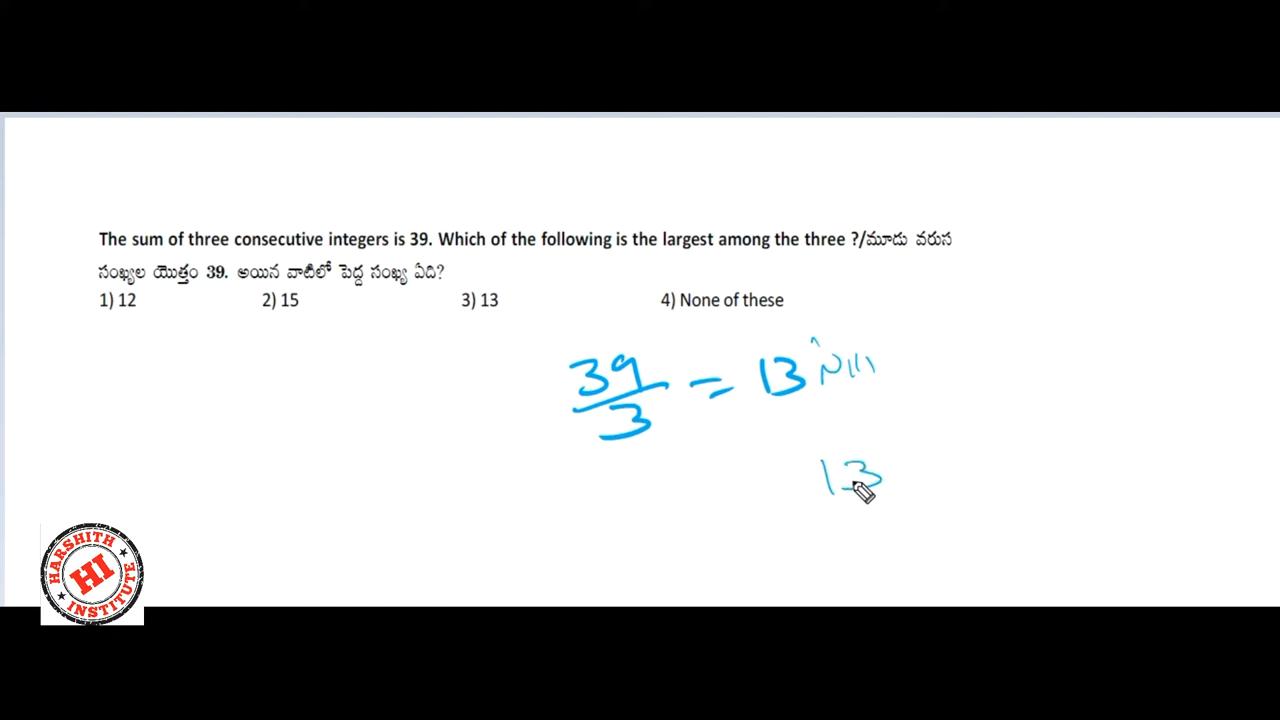 The sum of three consecutive integers is 39. Which of the following is the largest among the three ?/మూడు వరుస
సంఖ్యల యొత్తం 39. అయిన వాటిలో పెద్ద సంఖ్య ఏది?
1) 12 2) 15 3) 13 4) None of these
39/3 = 13
13
HARSHITH
HI
INSTITUTE